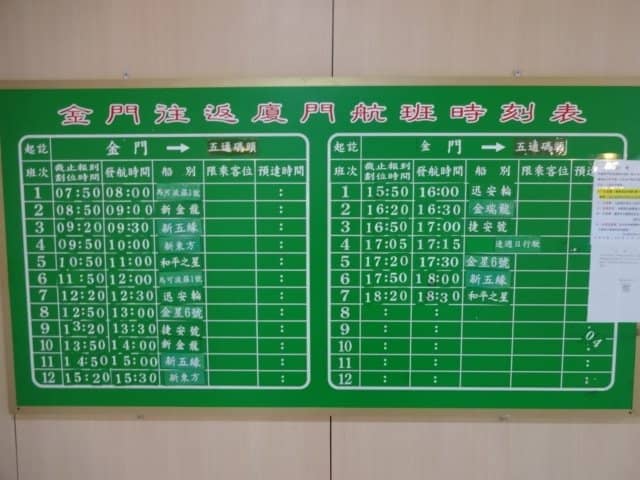 金門往返廈門航班時刻表
起訖 金門 → 五通碼頭
班次 截止報到劃位時間 發航時間 船別 限乘客位 預達時間
1 07:50 08:00 馬可波羅1號 :
2 08:50 09:00 新金龍 :
3 09:20 09:30 新五緣 :
4 09:50 10:00 新東方 :
5 10:50 11:00 和平之星 :
6 11:50 12:00 馬可波羅1號 :
7 12:20 12:30 迅安輪 :
8 12:50 13:00 金星6號 :
9 13:20 13:30 捷安號 :
10 13:50 14:00 新金龍 :
11 14:50 15:00 新五緣 :
12 15:20 15:30 新東方 :
起訖 金門 → 五通碼頭
班次 截止報到劃位時間 發航時間 船別 限乘客位 預達
1 15:50 16:00 迅安輪
2 16:20 16:30 金瑞龍
3 16:50 17:00 捷安號
4 17:05 17:15 逢週日行駛
5 17:20 17:30 金星6號
6 17:50 18:00 新五緣
7 18:20 18:30 和平之星
8 : : :
9 : :
10 : :
11 : : :
12 : : :